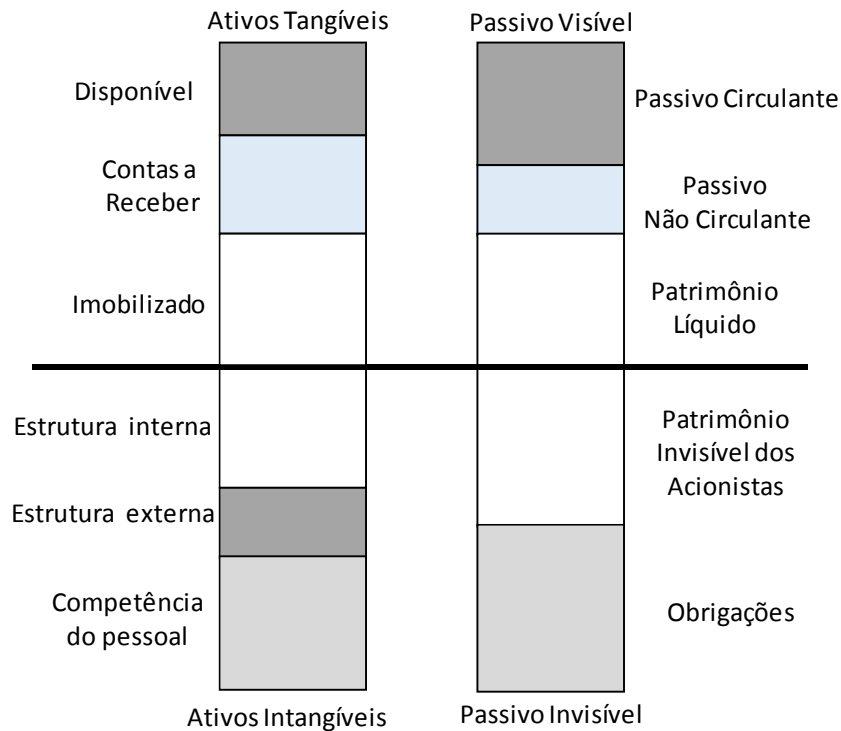 Ativos Tangíveis
Passivo Visível
Disponível
Passivo Circulante
Contas a
Receber
Passivo
Não Circulante
Imobilizado
Patrimônio
Líquido
Estrutura interna
Patrimônio
Invisível dos
Acionistas
Estrutura externa
Competência
do pessoal
Obrigações
Ativos Intangíveis
Passivo Invisível